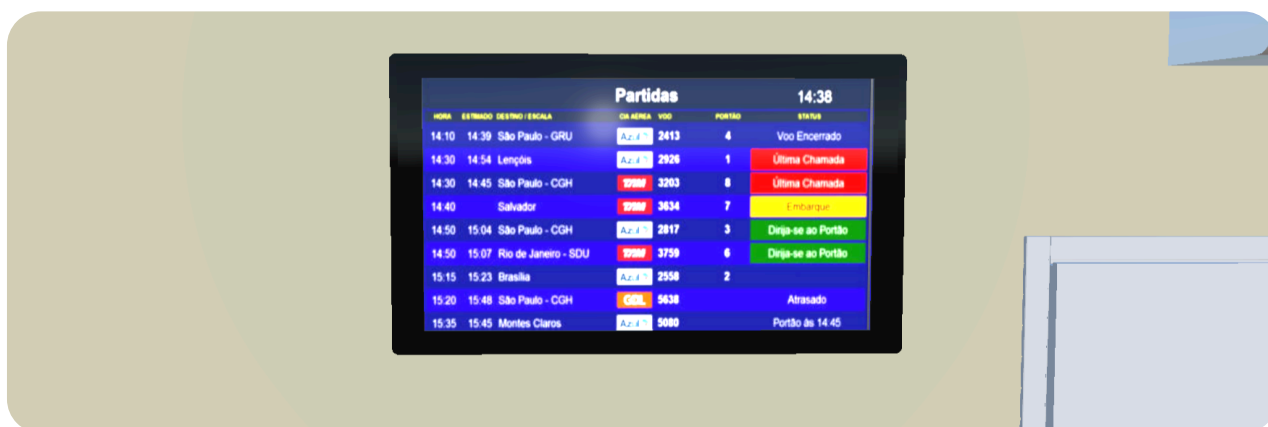 Partidas 14:38
HORA ESTIMADO DESTINO / ESCALA CIA AÉREA VOO PORTÃO STATUS
14:10 14:39 São Paulo - GRU Azul 2413 4 Voo Encerrado
14:30 14:54 Lençóis Azul 2926 1 Última Chamada
14:30 14:45 São Paulo - CGH TAM 3203 8 Última Chamada
14:40 Salvador TAM 3634 7 Embarque
14:50 15:04 São Paulo - CGH Azul 2817 3 Dirija-se ao Portão
14:50 15:07 Rio de Janeiro - SDU TAM 3759 6 Dirija-se ao Portão
15:15 15:23 Brasília Azul 2558 2
15:20 15:48 São Paulo - CGH GOL 5638 Atrasado
15:35 15:45 Montes Claros Azul 5080 Portão às 14:45